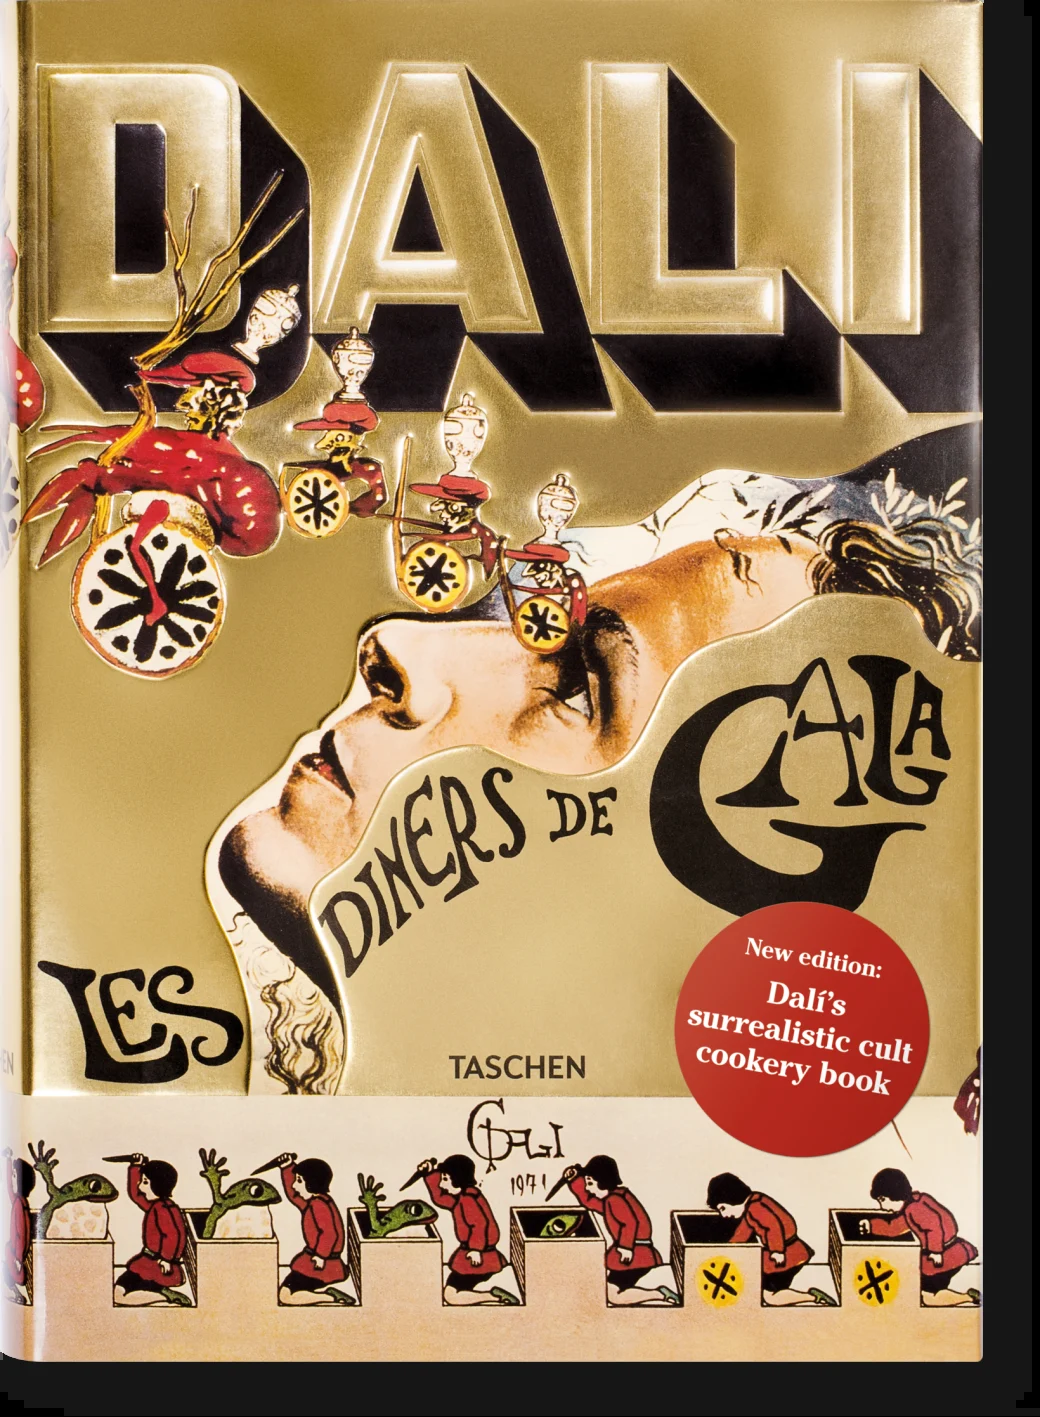 DALI
LES
DINERS DE
GALA
New edition:
Dalí's
surrealistic cult
cookery book
TASCHEN
DALI
1971